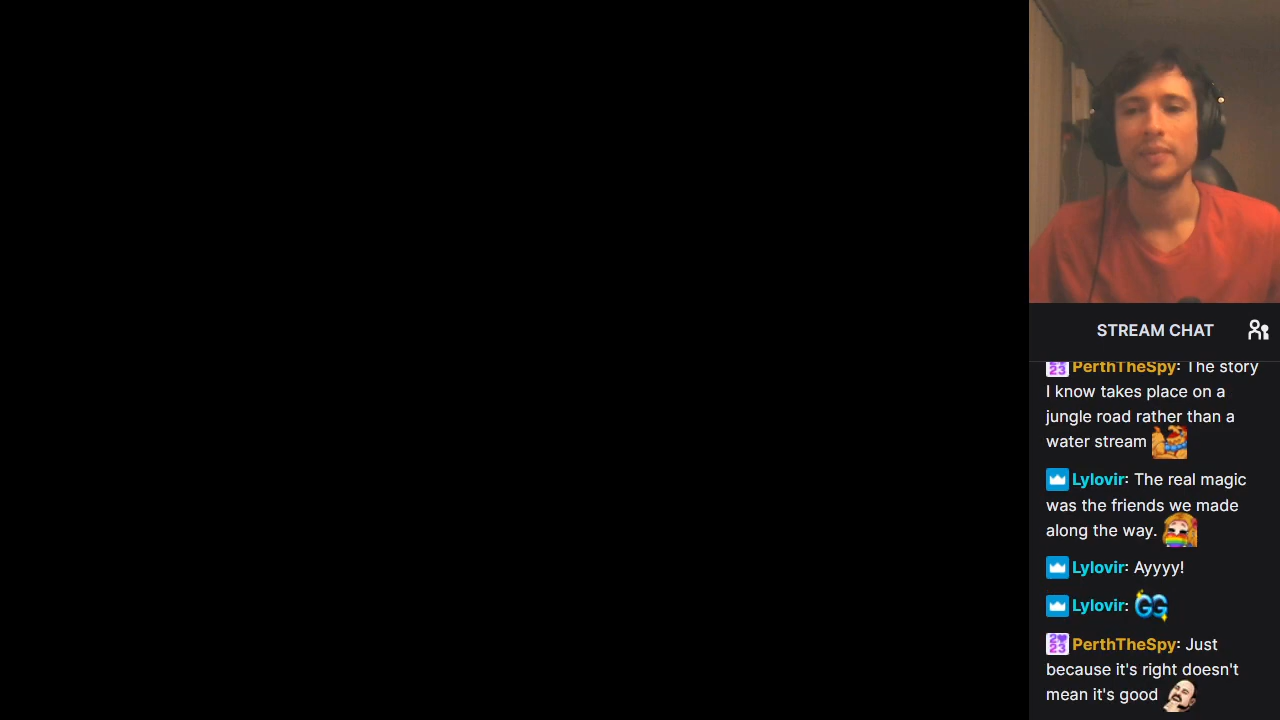 STREAM CHAT
PerthTheSpy: The story
I know takes place on a
jungle road rather than a
water stream
Lylovir: The real magic
was the friends we made
along the way.
Lylovir: Ayyyy!
Lylovir: GG
PerthTheSpy: Just
because it's right doesn't
mean it's good